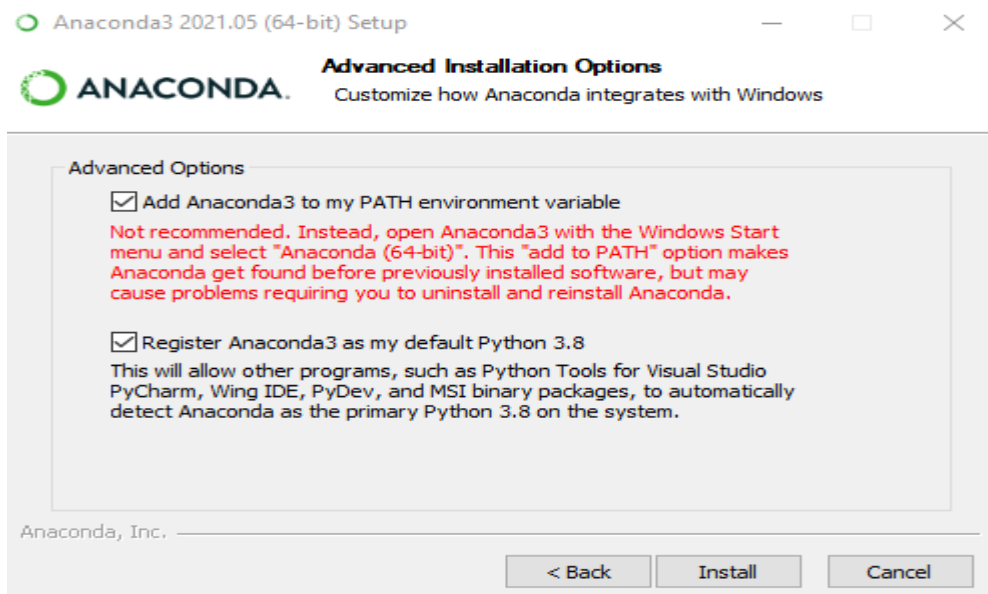 Anaconda3 2021.05 (64-bit) Setup
ANACONDA.
Advanced Installation Options
Customize how Anaconda integrates with Windows
Advanced Options
Add Anaconda3 to my PATH environment variable
Not recommended. Instead, open Anaconda3 with the Windows Start
menu and select "Anaconda (64-bit)". This "add to PATH" option makes
Anaconda get found before previously installed software, but may
cause problems requiring you to uninstall and reinstall Anaconda.
Register Anaconda3 as my default Python 3.8
This will allow other programs, such as Python Tools for Visual Studio
PyCharm, Wing IDE, PyDev, and MSI binary packages, to automatically
detect Anaconda as the primary Python 3.8 on the system.
Anaconda, Inc.
< Back
Install
Cancel